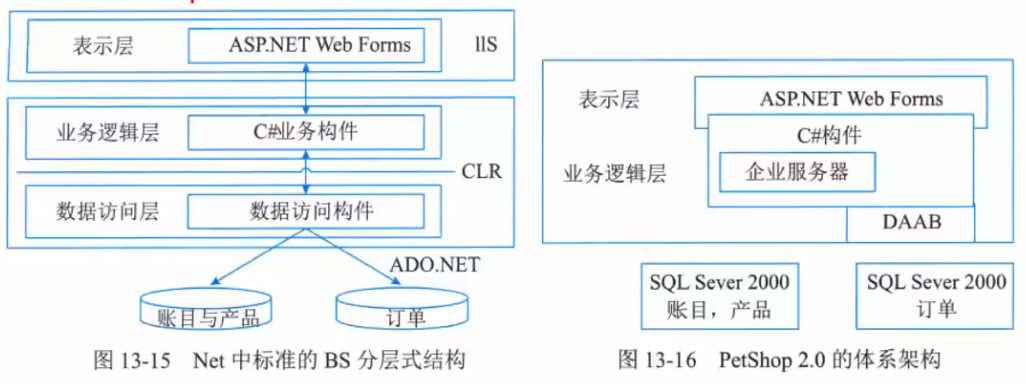 表示层
ASP.NET Web Forms
llS
业务逻辑层
C#业务构件
CLR
数据访问层
数据访问构件
ADO.NET
账目与产品
订单
图 13-15 Net 中标准的 BS 分层式结构
表示层
ASP.NET Web Forms
C#构件
业务逻辑层
企业服务器
DAAB
SQL Sever 2000
账目，产品
SQL Sever 2000
订单
图 13-16 PetShop 2.0 的体系架构